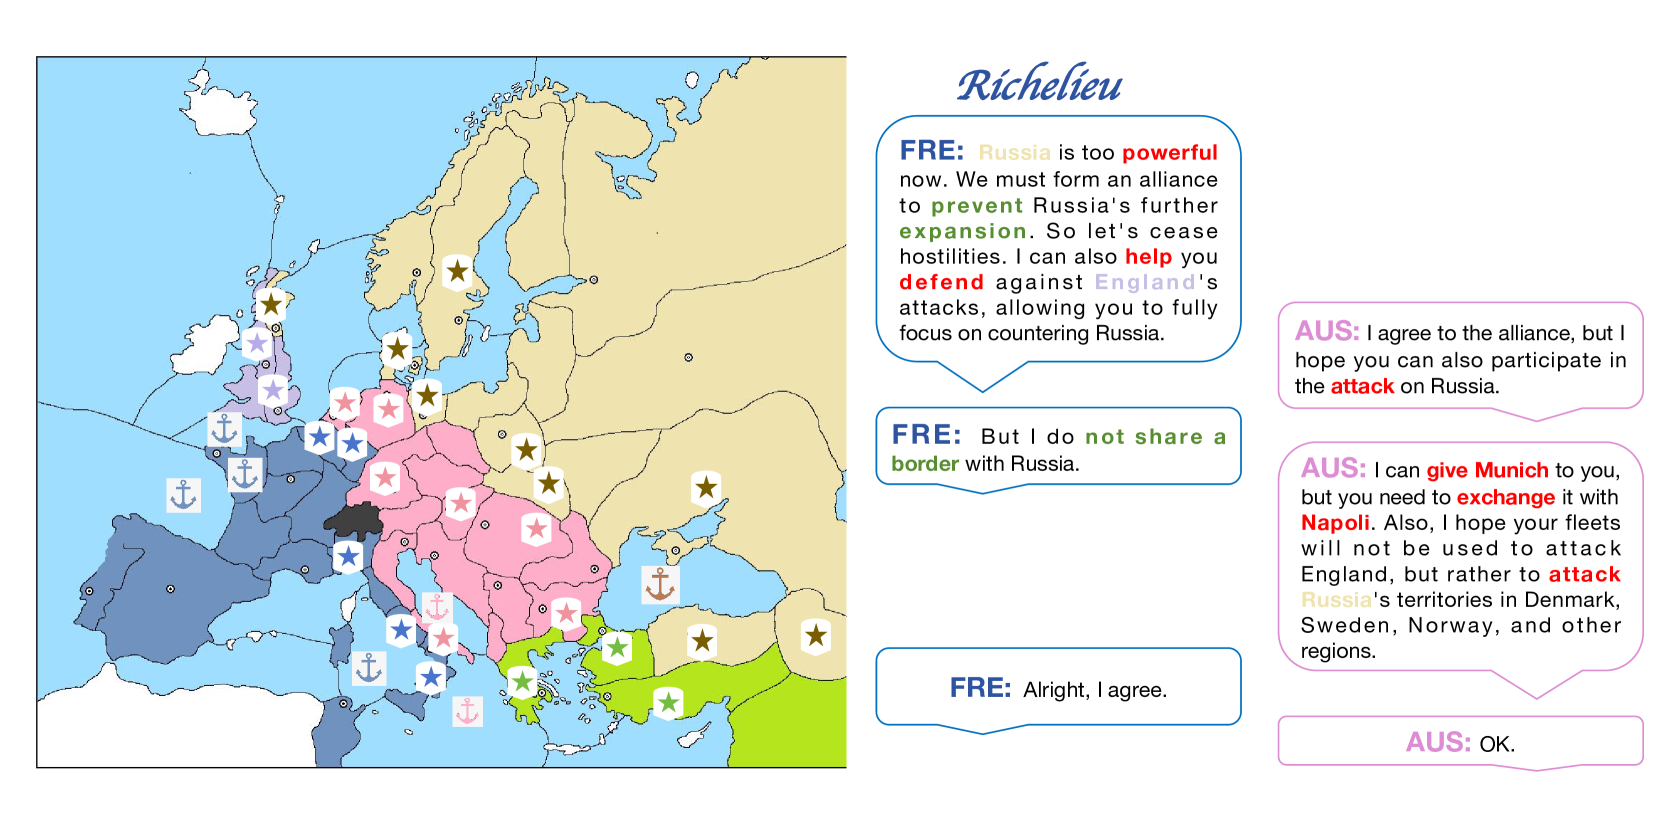 Richelieu
FRE: Russia is too powerful
now. We must form an alliance
to prevent Russia's further
expansion. So let's cease
hostilities. I can also help you
defend against England's
attacks, allowing you to fully
focus on countering Russia.
AUS: I agree to the alliance, but I
hope you can also participate in
the attack on Russia.
FRE: But I do not share a
border with Russia.
AUS: I can give Munich to you,
but you need to exchange it with
Napoli. Also, I hope your fleets
will not be used to attack
England, but rather to attack
Russia's territories in Denmark,
Sweden, Norway, and other
regions.
FRE: Alright, I agree.
AUS: OK.